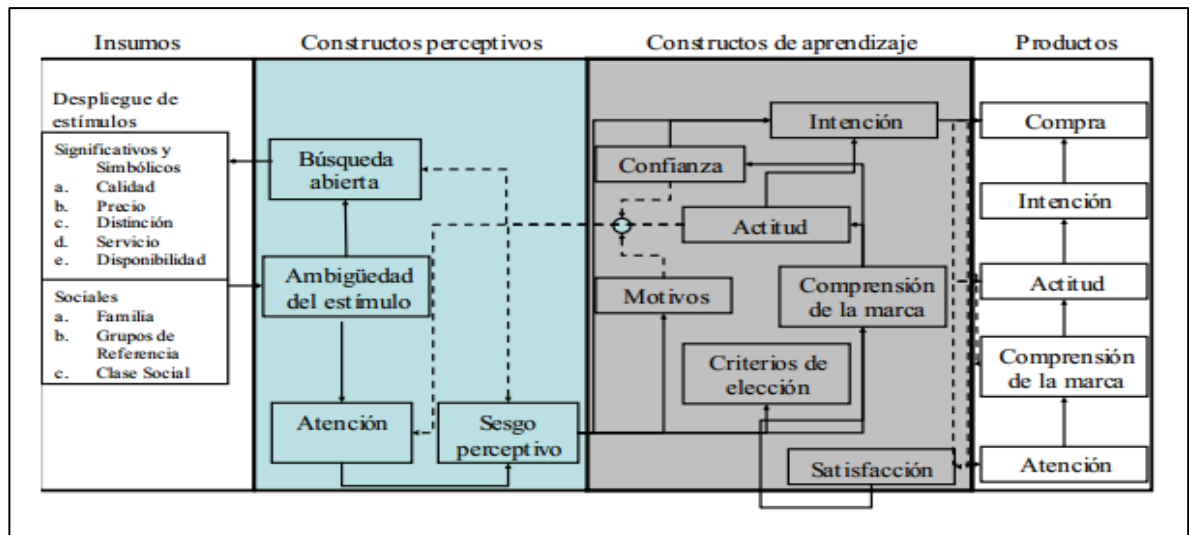 Insumos
Constructos perceptivos
Constructos de aprendizaje
Productos
Despliegue de
estímulos
Significativos y
Simbólicos
a. Calidad
b. Precio
c. Distinción
d. Servicio
e. Disponibilidad
Sociales
a. Familia
b. Grupos de
Referencia
c. Clase Social
Búsqueda
abierta
Ambigüedad
del estímulo
Atención
Sesgo
perceptivo
Intención
Confianza
Actitud
Motivos
Comprensión
de la marca
Criterios de
elección
Satisfacción
Compra
Intención
Actitud
Comprensión
de la marca
Atención